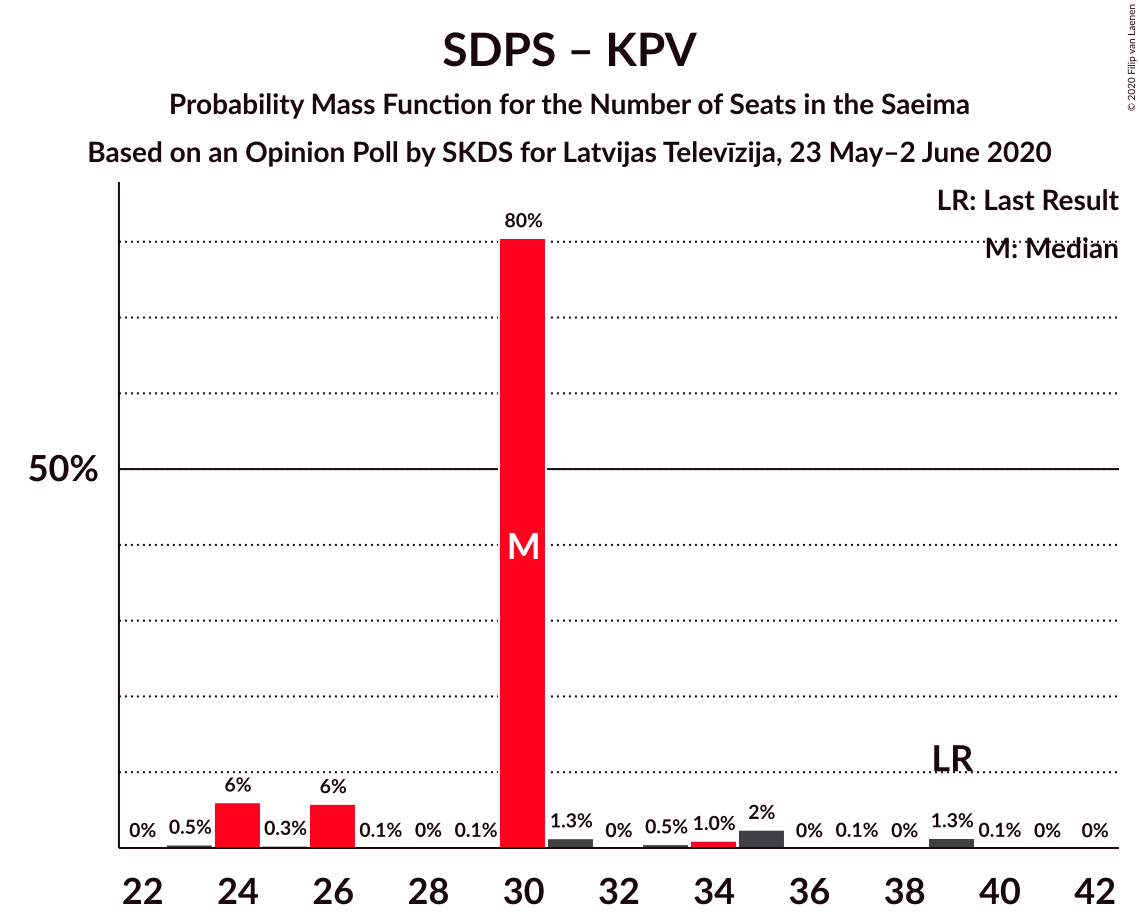 SDPS – KPV
Probability Mass Function for the Number of Seats in the Saeima
Based on an Opinion Poll by SKDS for Latvijas Televīzija, 23 May–2 June 2020
© 2020 Filip van Laenen
LR: Last Result
M: Median
80%
50%
M
LR
0% 0.5% 6% 0.3% 6% 0.1% 0% 0.1% 1.3% 0% 0.5% 1.0% 2% 0% 0.1% 0% 1.3% 0.1% 0% 0%
22 24 26 28 30 32 34 36 38 40 42